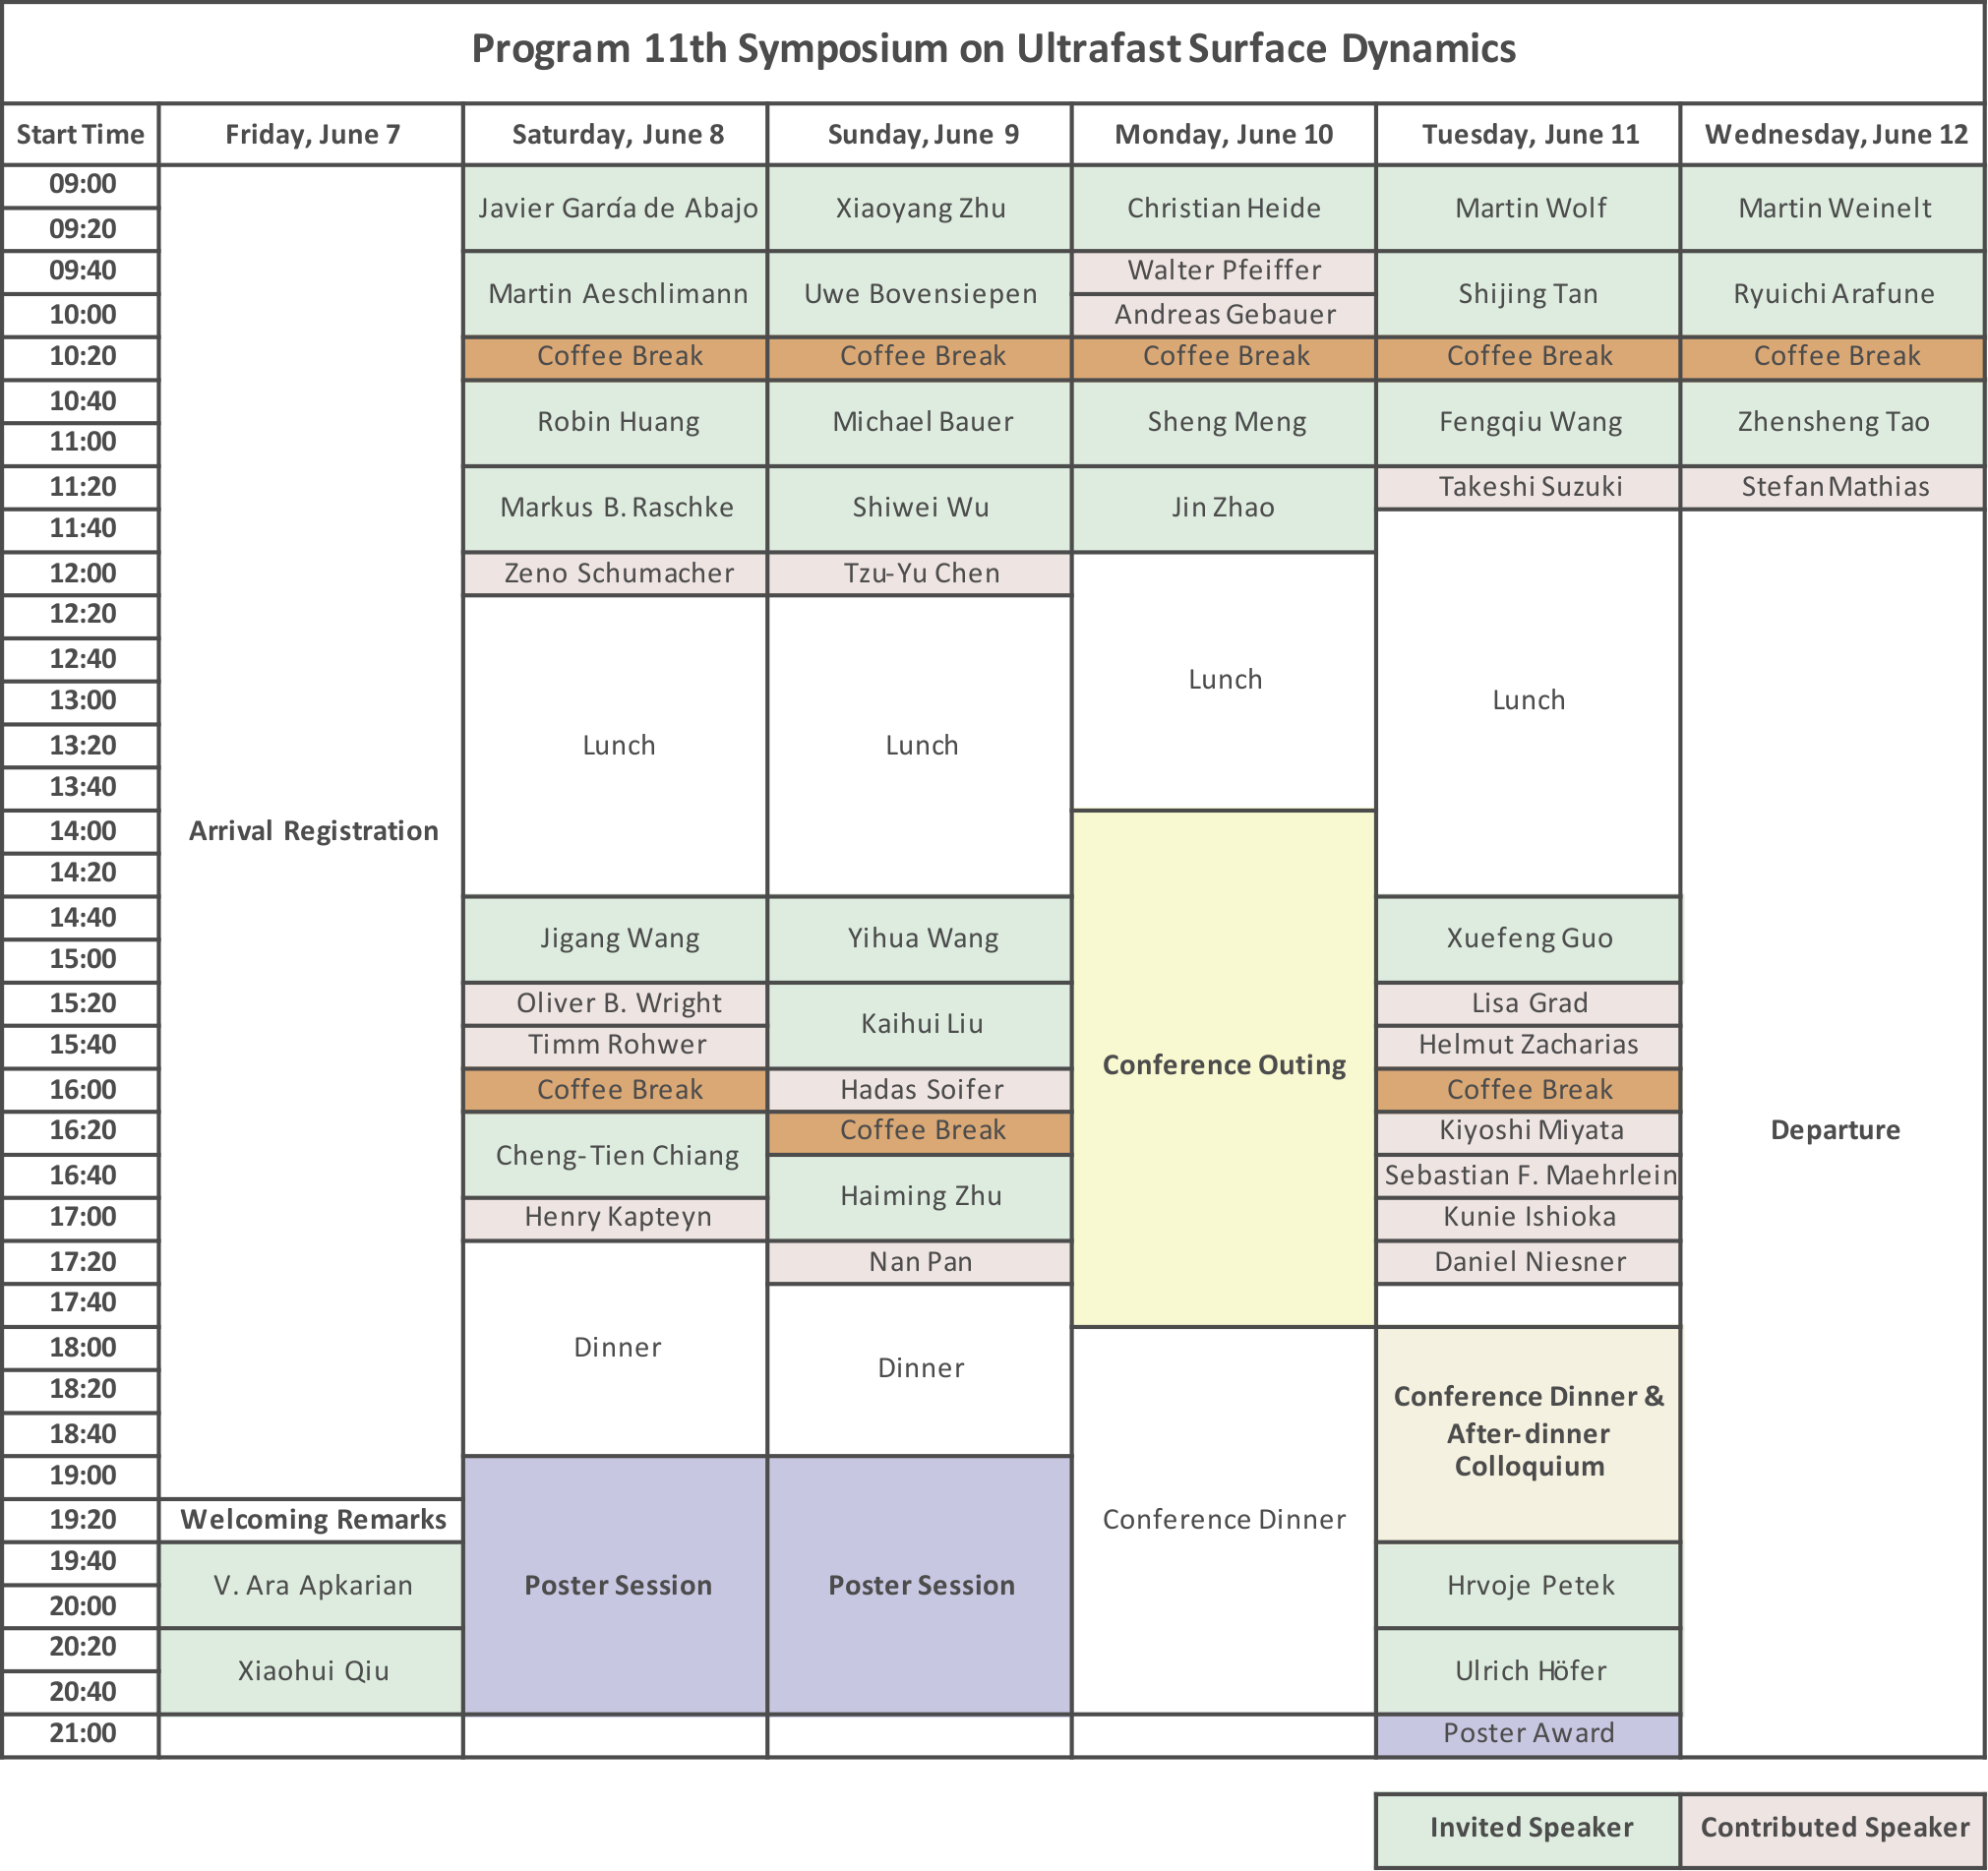 Program 11th Symposium on Ultrafast Surface Dynamics
Start Time Friday, June 7 Saturday, June 8 Sunday, June 9 Monday, June 10 Tuesday, June 11 Wednesday, June 12
09:00
Javier García de Abajo Xiaoyang Zhu Christian Heide Martin Wolf Martin Weinelt
09:20
09:40 Walter Pfeiffer
Martin Aeschlimann Uwe Bovensiepen Shijing Tan Ryuichi Arafune
10:00 Andreas Gebauer
10:20 Coffee Break Coffee Break Coffee Break Coffee Break Coffee Break
10:40
Robin Huang Michael Bauer Sheng Meng Fengqiu Wang Zhensheng Tao
11:00
11:20 Takeshi Suzuki Stefan Mathias
Markus B. Raschke Shiwei Wu Jin Zhao
11:40
12:00 Zeno Schumacher Tzu-Yu Chen
12:20
12:40
Lunch
13:00 Lunch
13:20 Lunch Lunch
13:40
14:00 Arrival Registration
14:20
14:40
Jigang Wang Yihua Wang Xuefeng Guo
15:00
15:20 Oliver B. Wright Lisa Grad
Kaihui Liu
15:40 Timm Rohwer Helmut Zacharias
Conference Outing
16:00 Coffee Break Hadas Soifer Coffee Break
16:20 Coffee Break Kiyoshi Miyata Departure
Cheng-Tien Chiang
16:40 Sebastian F. Maehrlein
Haiming Zhu
17:00 Henry Kapteyn Kunie Ishioka
17:20 Nan Pan Daniel Niesner
17:40
18:00 Dinner
Dinner
18:20 Conference Dinner &
18:40 After-dinner
Colloquium
19:00
19:20 Welcoming Remarks Conference Dinner
19:40
V. Ara Apkarian Poster Session Poster Session Hrvoje Petek
20:00
20:20
Xiaohui Qiu Ulrich Höfer
20:40
21:00 Poster Award
Invited Speaker Contributed Speaker